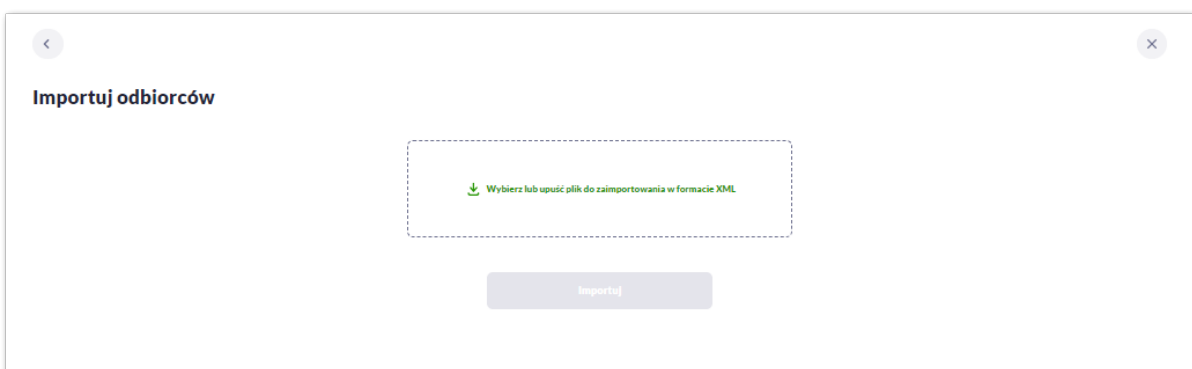 Importuj odbiorców
Wybierz lub upuść plik do zaimportowania w formacie XML
Importuj